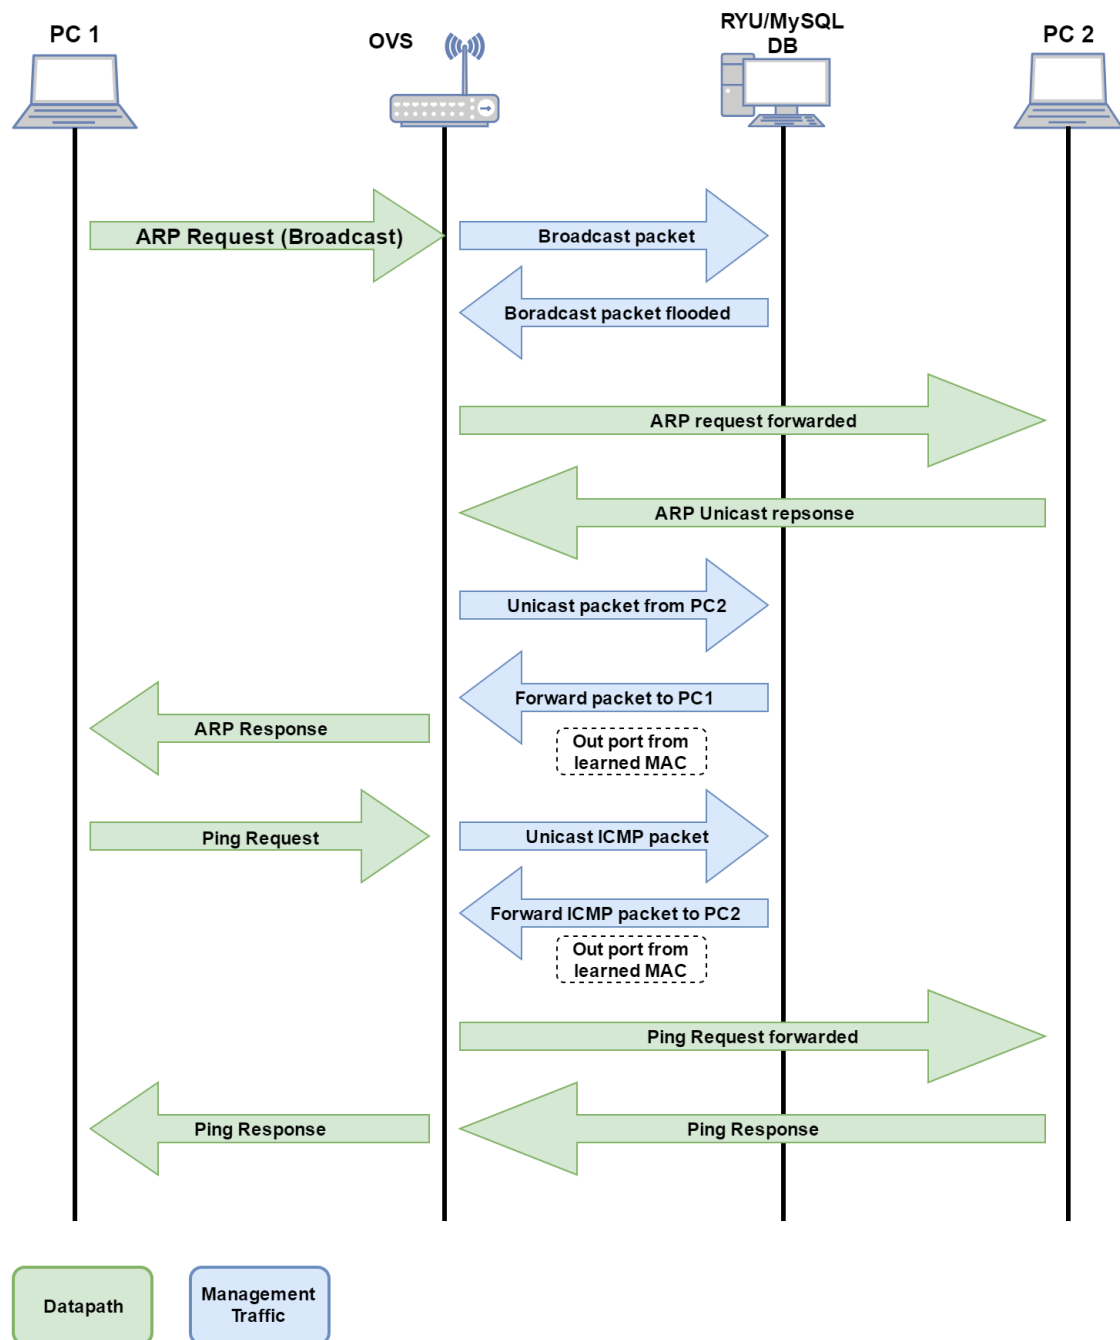 PC 1
OVS
RYU/MySQL
DB
PC 2
ARP Request (Broadcast)
Broadcast packet
Boradcast packet flooded
ARP request forwarded
ARP Unicast repsonse
Unicast packet from PC2
Forward packet to PC1
ARP Response
Out port from
learned MAC
Ping Request
Unicast ICMP packet
Forward ICMP packet to PC2
Out port from
learned MAC
Ping Request forwarded
Ping Response
Ping Response
Datapath
Management
Traffic